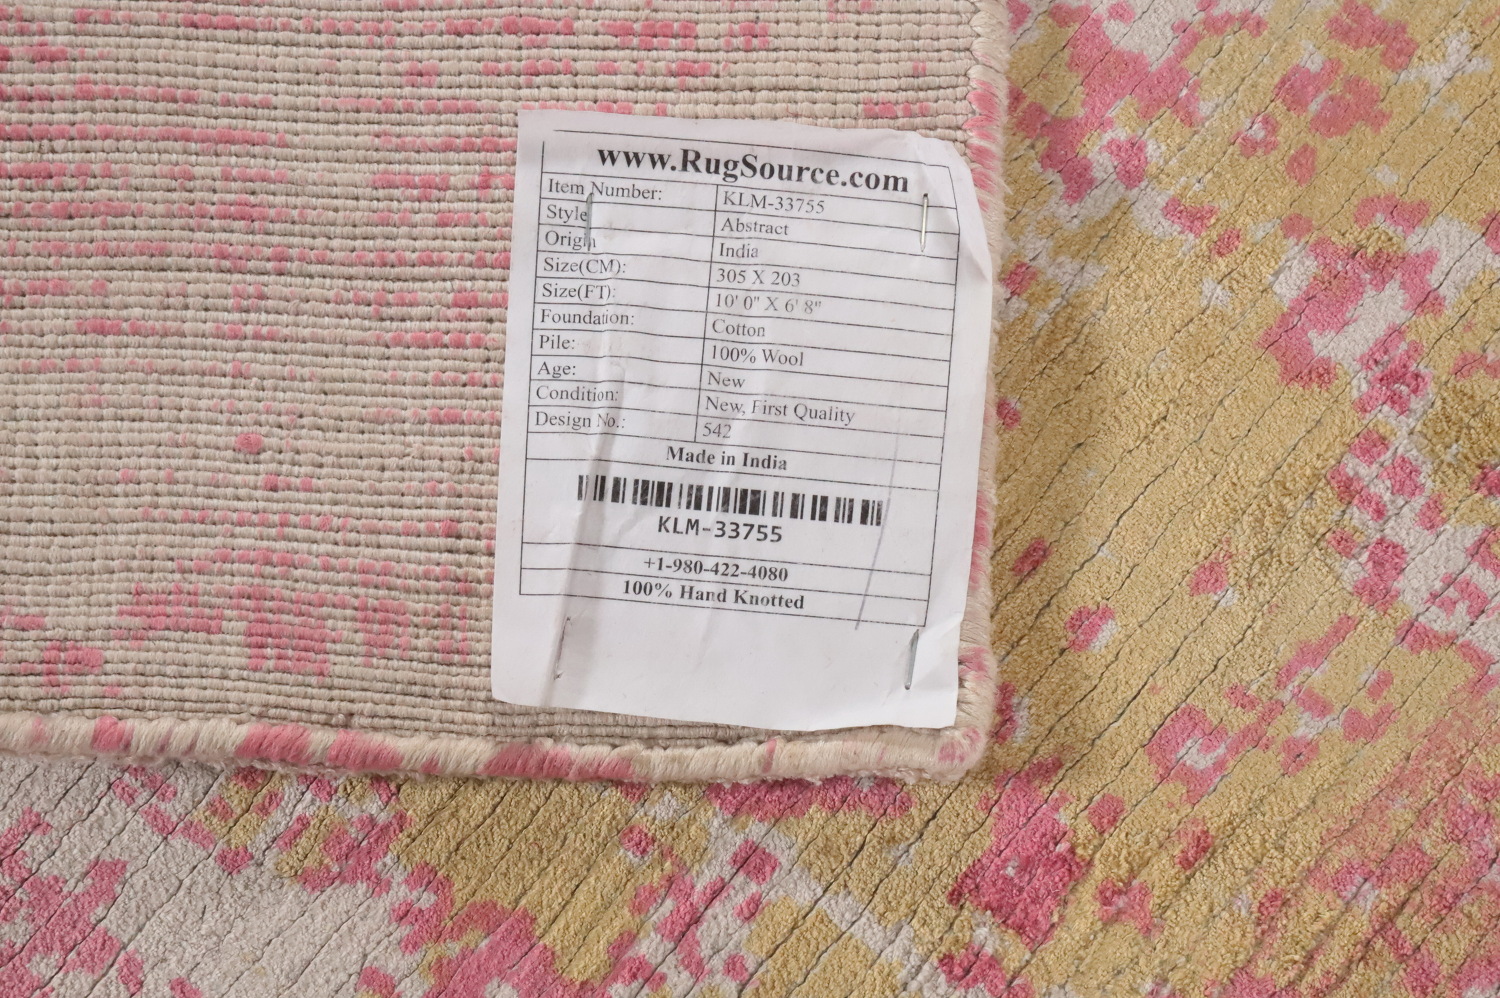 www.RugSource.com
Item Number: KLM-33755
Style Abstract
Origin India
Size(CM): 305 X 203
Size(FT): 10' 0" X 6' 8"
Foundation: Cotton
Pile: 100% Wool
Age: New
Condition: New, First Quality
Design No.: 542
Made in India
KLM-33755
+1-980-422-4080
100% Hand Knotted